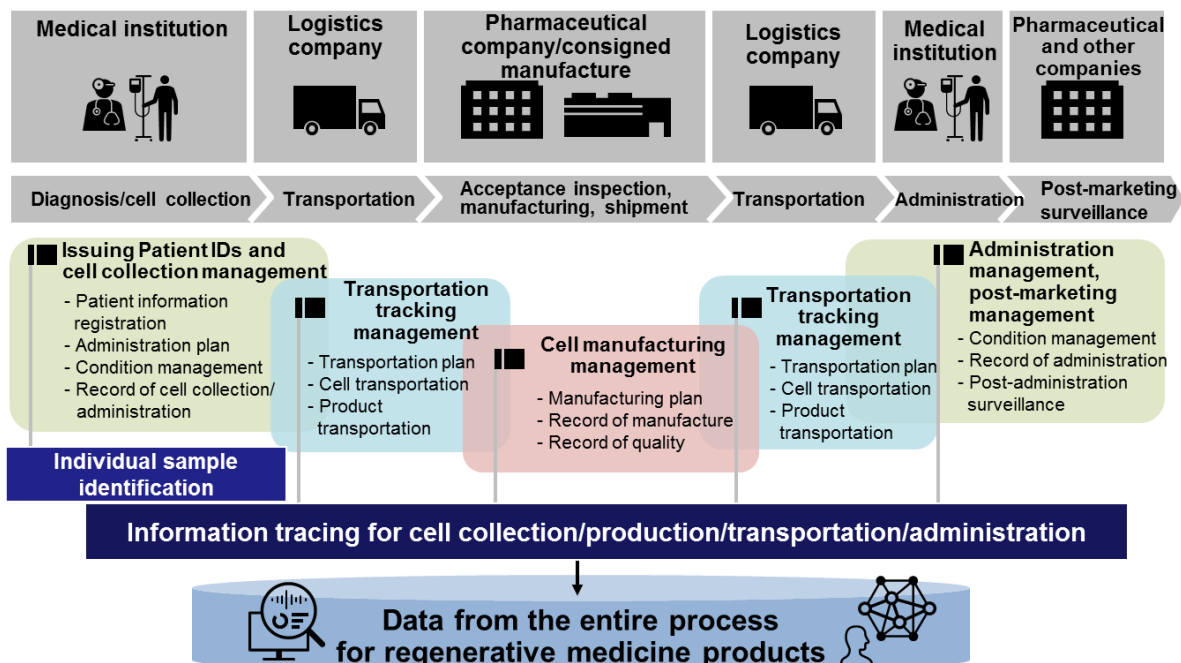 Medical institution
Logistics
company
Pharmaceutical
company/consigned
manufacture
Logistics
company
Medical
institution
Pharmaceutical
and other
companies
Diagnosis/cell collection
Transportation
Acceptance inspection,
manufacturing, shipment
Transportation
Administration
Post-marketing
surveillance
Issuing Patient IDs and
cell collection management
- Patient information
registration
- Administration plan
- Condition management
- Record of cell collection/
administration
Transportation
tracking
management
- Transportation plan
- Cell transportation
- Product
transportation
Cell manufacturing
management
- Manufacturing plan
- Record of manufacture
- Record of quality
Transportation
tracking
management
- Transportation plan
- Cell transportation
- Product
transportation
Administration
management,
post-marketing
management
- Condition management
- Record of administration
- Post-administration
surveillance
Individual sample
identification
Information tracing for cell collection/production/transportation/administration
Data from the entire process
for regenerative medicine products